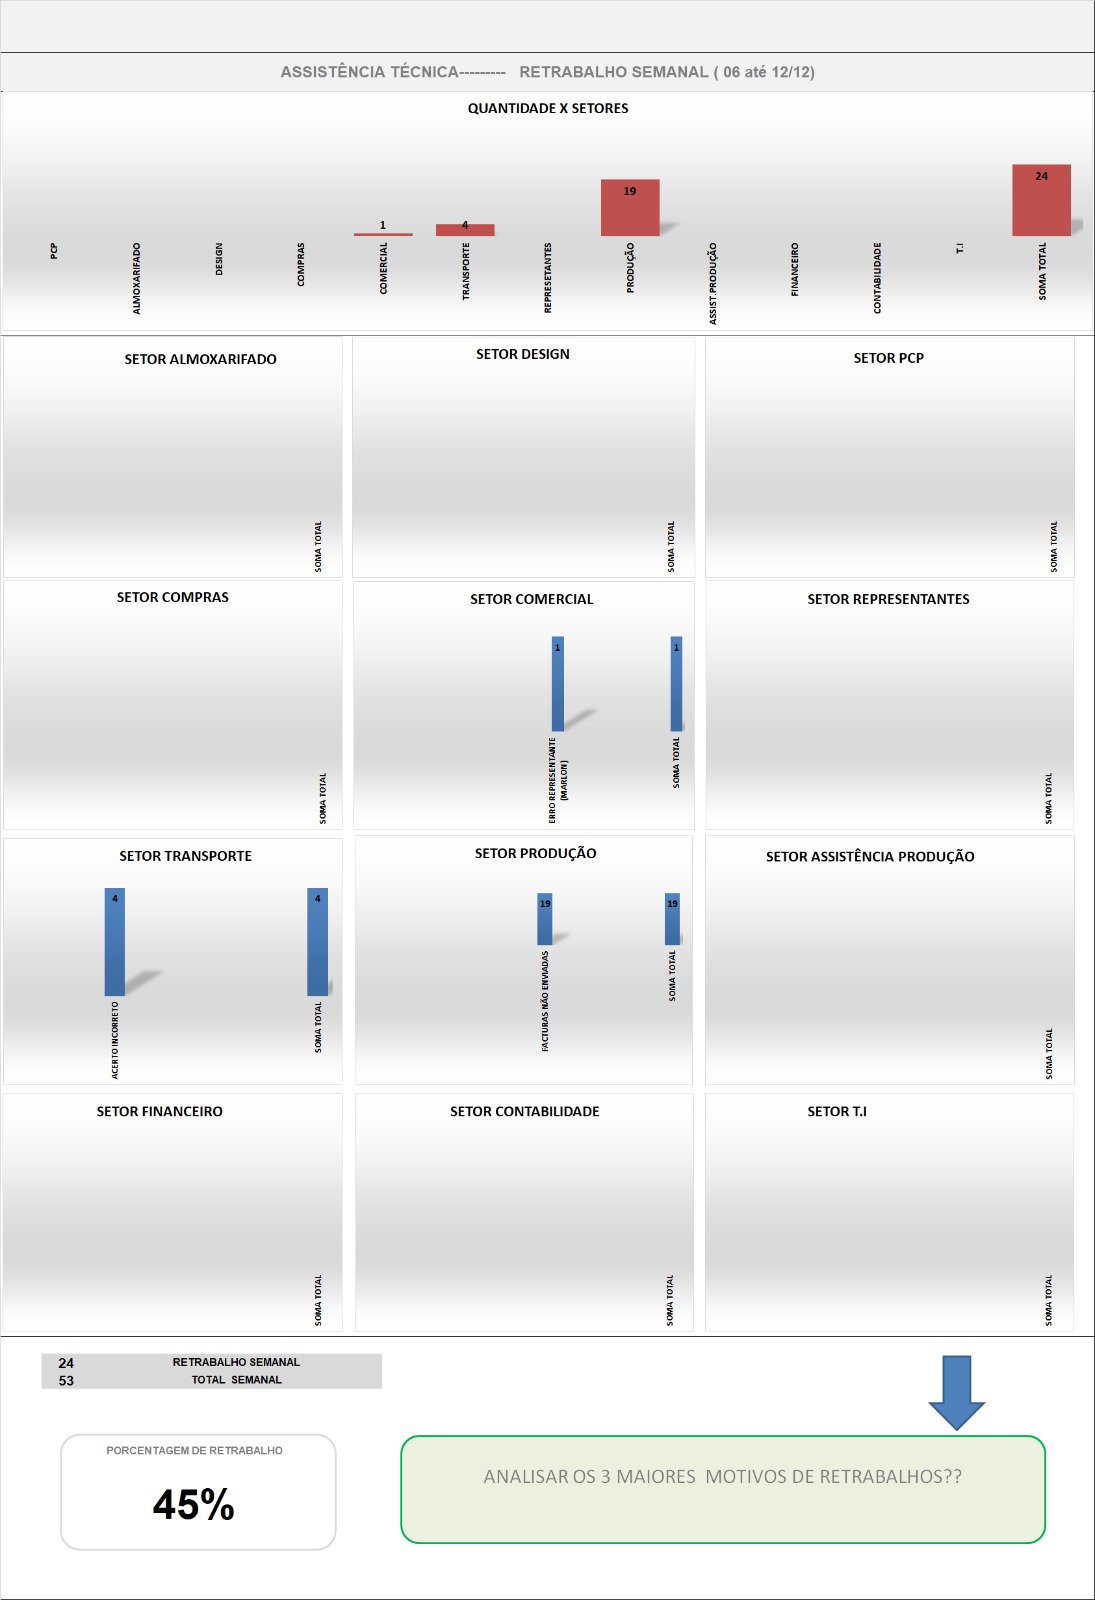 ASSISTÊNCIA TÉCNICA--------- RETRABALHO SEMANAL ( 06 até 12/12)
QUANTIDADE X SETORES
1
4
19
24
PCP
ALMOXARIFADO
DESIGN
COMPRAS
COMERCIAL
TRANSPORTE
REPRESETANTES
PRODUÇÃO
ASSIST.PRODUÇÃO
FINANCEIRO
CONTABILIDADE
T.I
SOMA TOTAL
SETOR ALMOXARIFADO
SOMA TOTAL
SETOR DESIGN
SOMA TOTAL
SETOR PCP
SOMA TOTAL
SETOR COMPRAS
SOMA TOTAL
SETOR COMERCIAL
1
1
ERRO REPRESENTANTE
(MARLON)
SOMA TOTAL
SETOR REPRESENTANTES
SOMA TOTAL
SETOR TRANSPORTE
4
4
ACERTO INCORRETO
SOMA TOTAL
SETOR PRODUÇÃO
19
19
FACTURAS NÃO ENVIADAS
SOMA TOTAL
SETOR ASSISTÊNCIA PRODUÇÃO
SOMA TOTAL
SETOR FINANCEIRO
SOMA TOTAL
SETOR CONTABILIDADE
SOMA TOTAL
SETOR T.I
SOMA TOTAL
24 RETRABALHO SEMANAL
53 TOTAL SEMANAL
PORCENTAGEM DE RETRABALHO
45%
ANALISAR OS 3 MAIORES MOTIVOS DE RETRABALHOS??